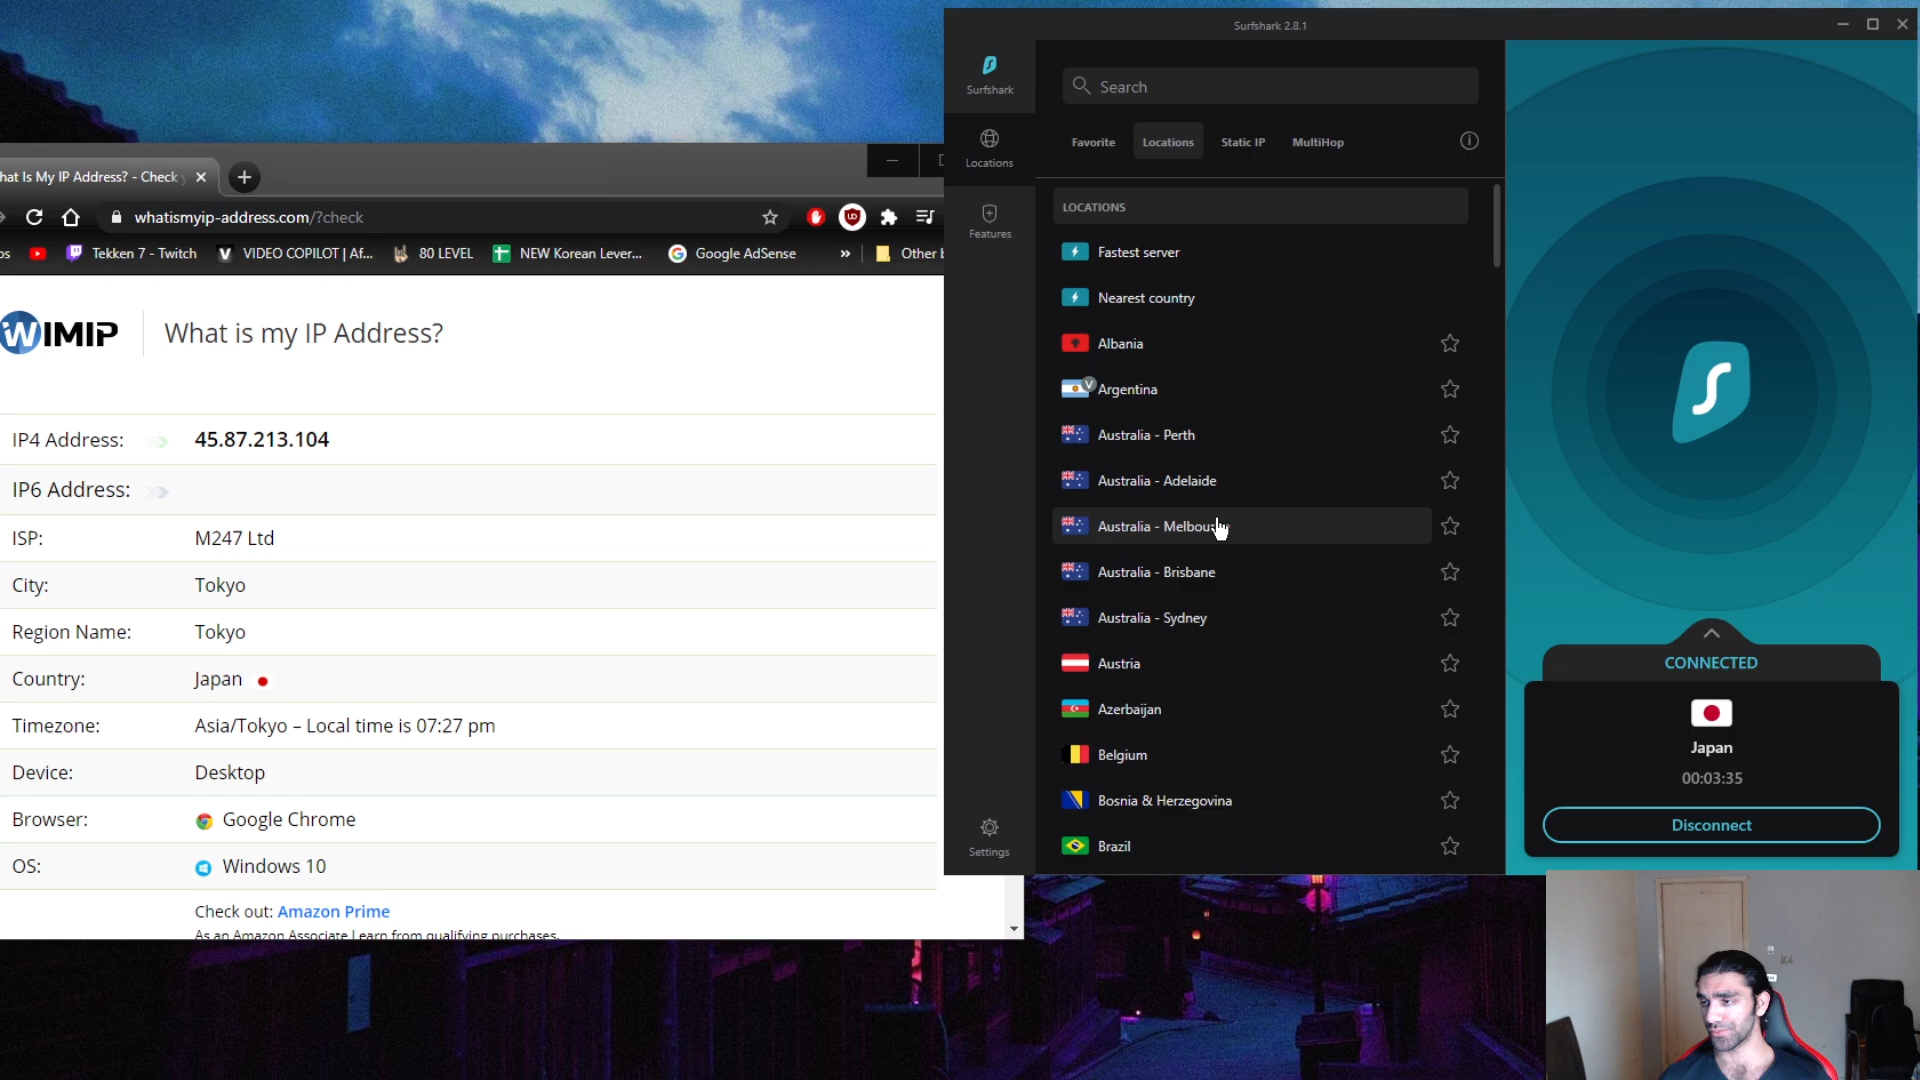 Surfshark 2.8.1
Surfshark
Search
Locations
Favorite
Locations
Static IP
MultiHop
LOCATIONS
Features
Fastest server
Nearest country
Albania
V
Argentina
Australia - Perth
Australia - Adelaide
Australia - Melbou
Australia - Brisbane
Australia - Sydney
Austria
Azerbaijan
Belgium
Bosnia & Herzegovina
Brazil
Settings
CONNECTED
Japan
00:03:35
Disconnect
hat Is My IP Address? - Check
whatismyip-address.com/?check
Tekken 7 - Twitch
VIDEO COPILOT | Af...
80 LEVEL
NEW Korean Lever...
Google AdSense
»
Other
WIMIP
What is my IP Address?
IP4 Address:
45.87.213.104
IP6 Address:
ISP:
M247 Ltd
City:
Tokyo
Region Name:
Tokyo
Country:
Japan
Timezone:
Asia/Tokyo – Local time is 07:27 pm
Device:
Desktop
Browser:
Google Chrome
OS:
Windows 10
Check out: Amazon Prime
As an Amazon Associate I earn from qualifying purchases.